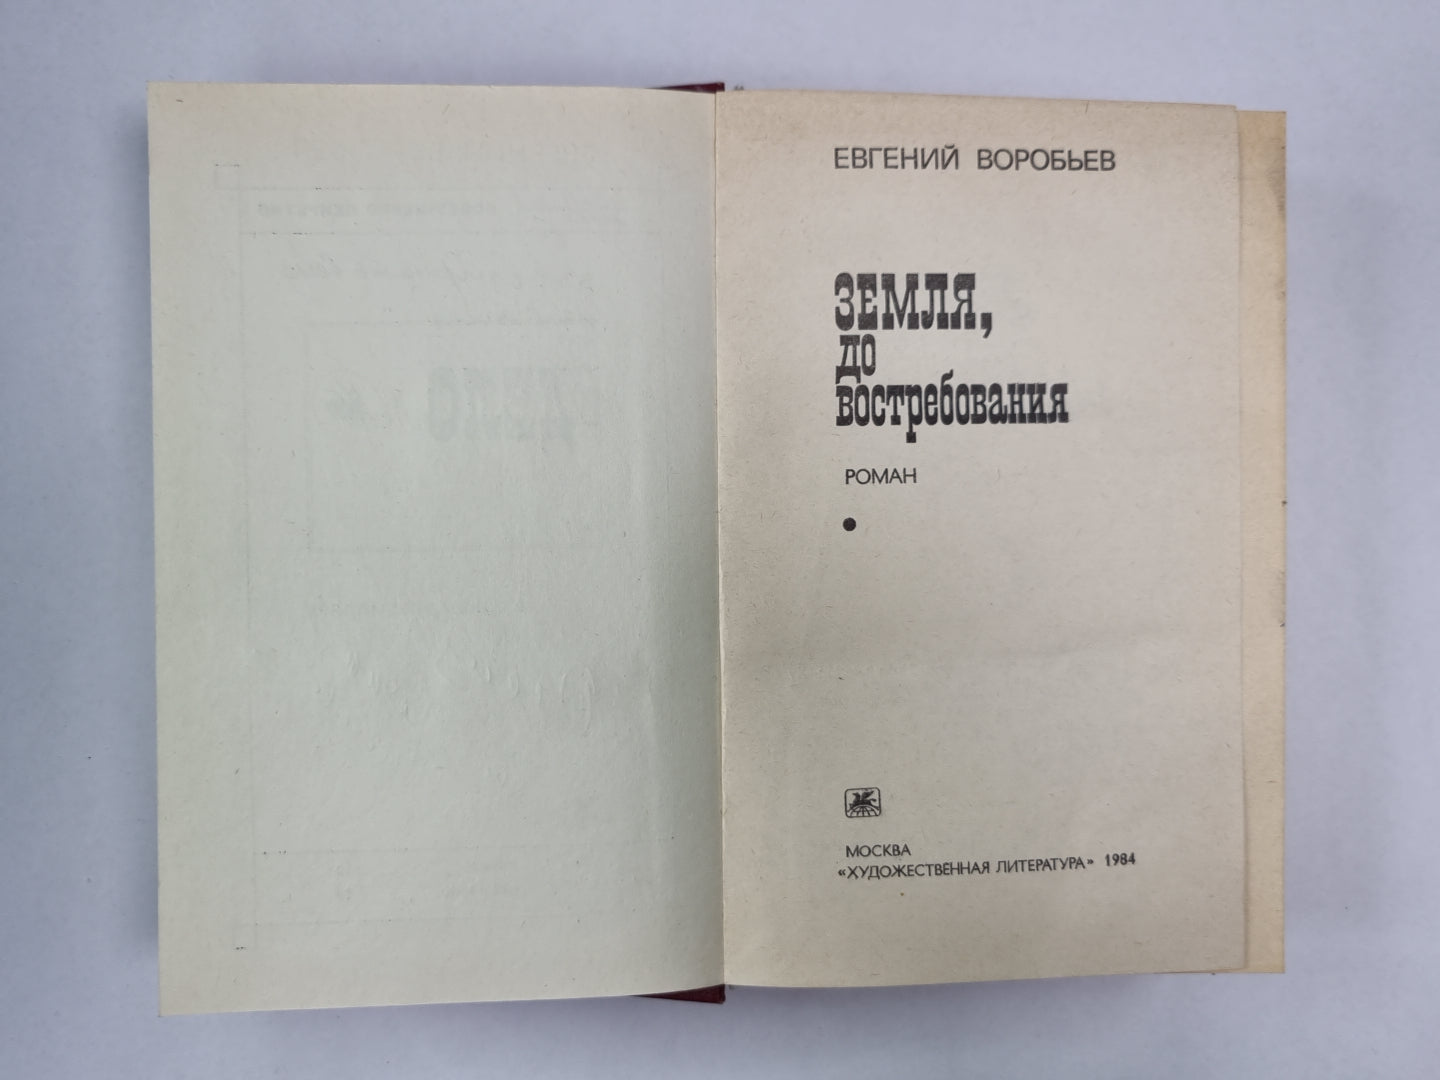 ЕВГЕНИЙ ВОРОБЬЕВ
ЗЕМЛЯ,
ДО
ВОСТРЕБОВАНИЯ
РОМАН
МОСКВА
«ХУДОЖЕСТВЕННАЯ ЛИТЕРАТУРА» 1984